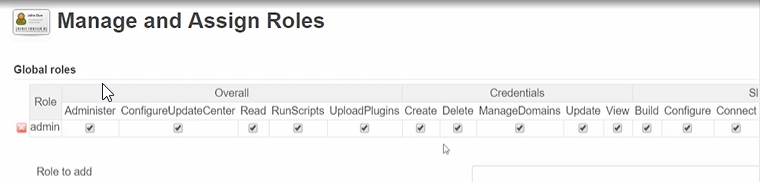 Manage and Assign Roles
Global roles
Role Overall Credentials Sl
Administer ConfigureUpdateCenter Read RunScripts UploadPlugins Create Delete ManageDomains Update View Build Configure Connect
admin
Role to add